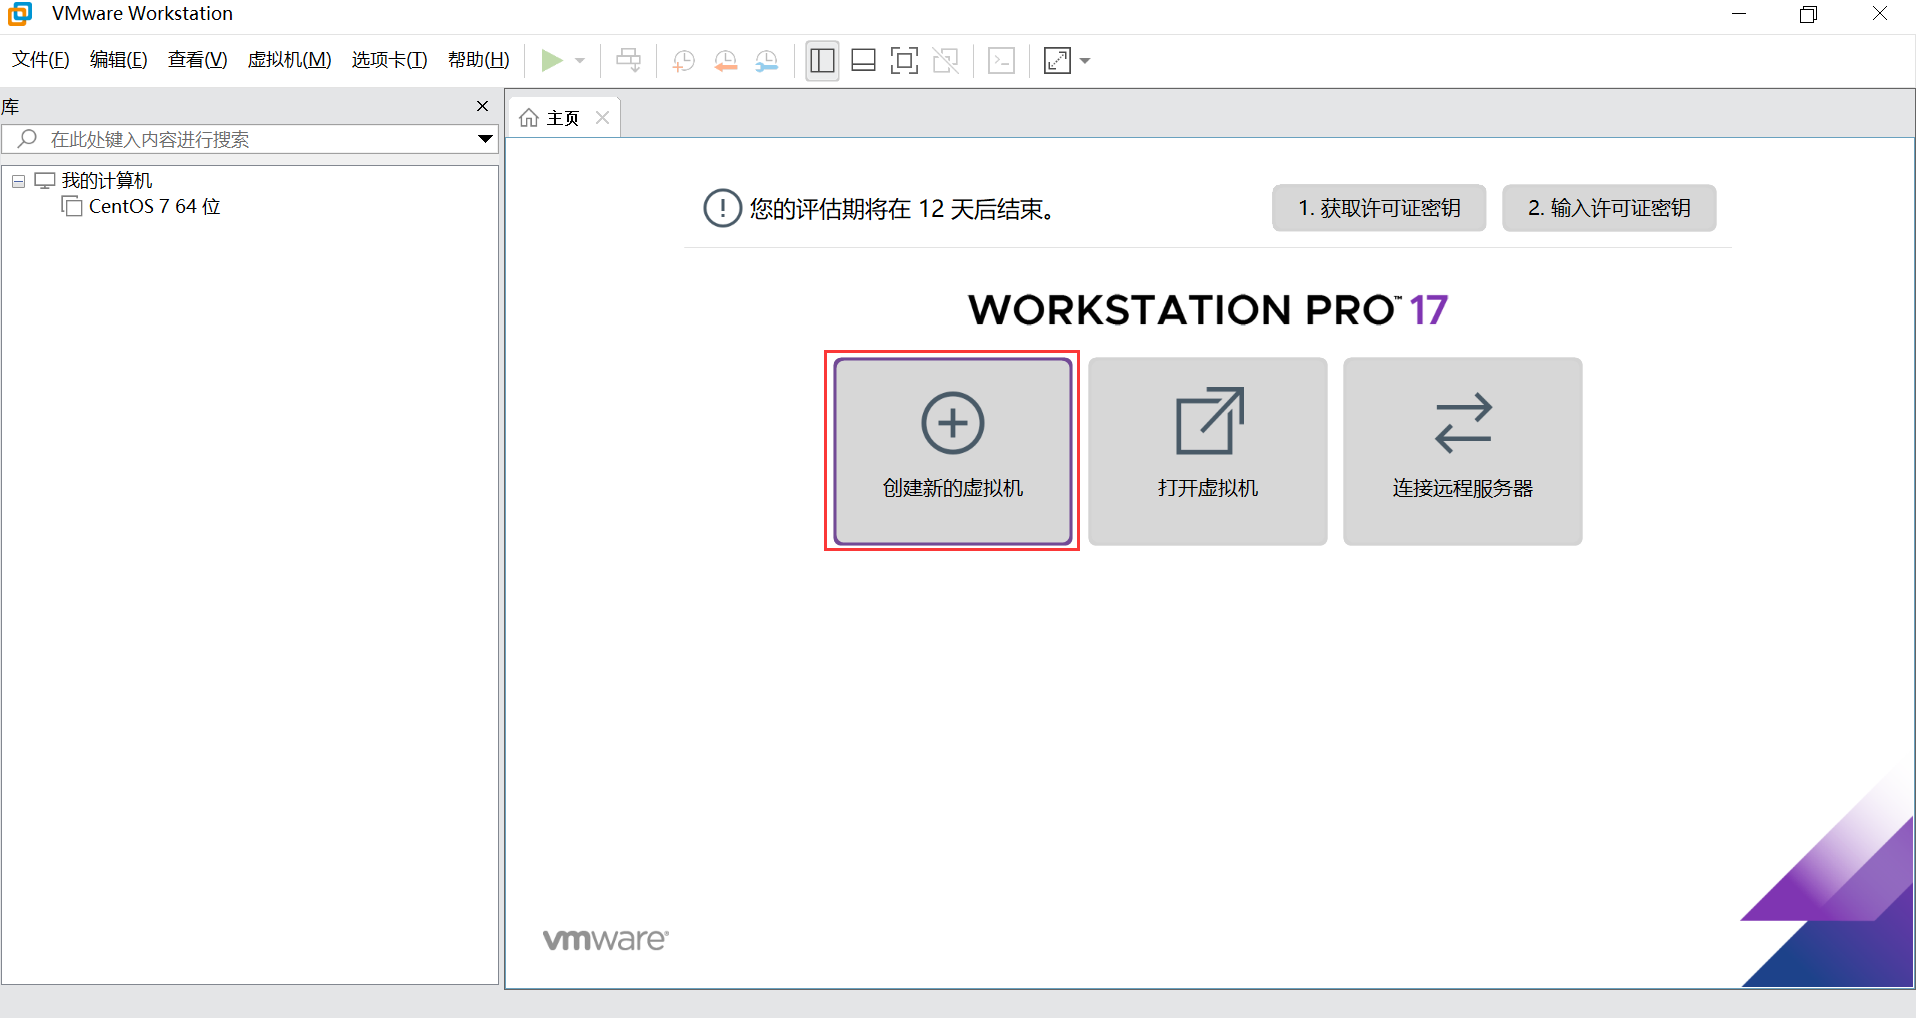 VMware Workstation
文件(F) 编辑(E) 查看(V) 虚拟机(M) 选项卡(T) 帮助(H)
库
在此处键入内容进行搜索
我的计算机
CentOS 7 64 位
主页
您的评估期将在 12 天后结束。
1. 获取许可证密钥
2. 输入许可证密钥
WORKSTATION PRO™ 17
创建新的虚拟机
打开虚拟机
连接远程服务器
vmware®